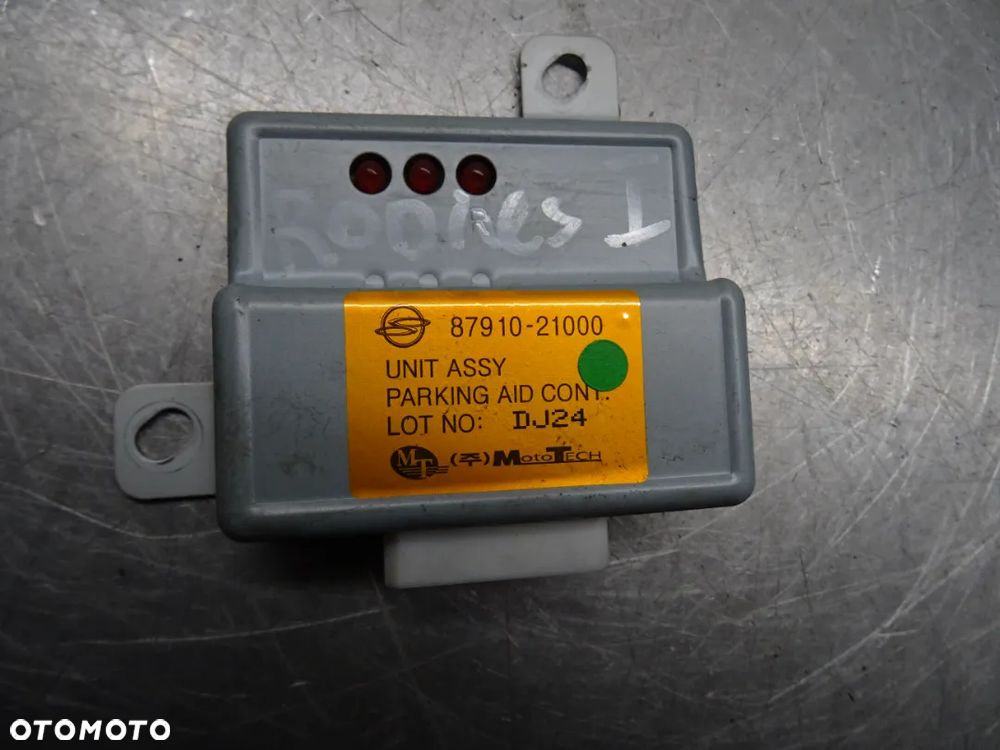 RODIUS I
R L
87910-21000
UNIT ASSY
PARKING AID CONT.
LOT NO: DJ24
MT (주)MOTOTECH
OTOMOTO